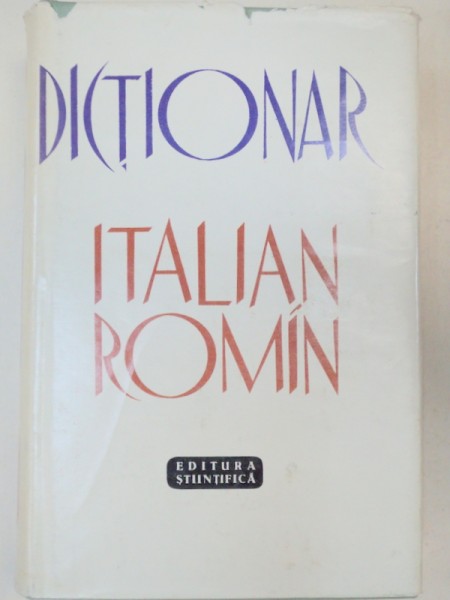 DICȚIONAR
ITALIAN
ROMÎN
EDITURA
ȘTIINȚIFICĂ